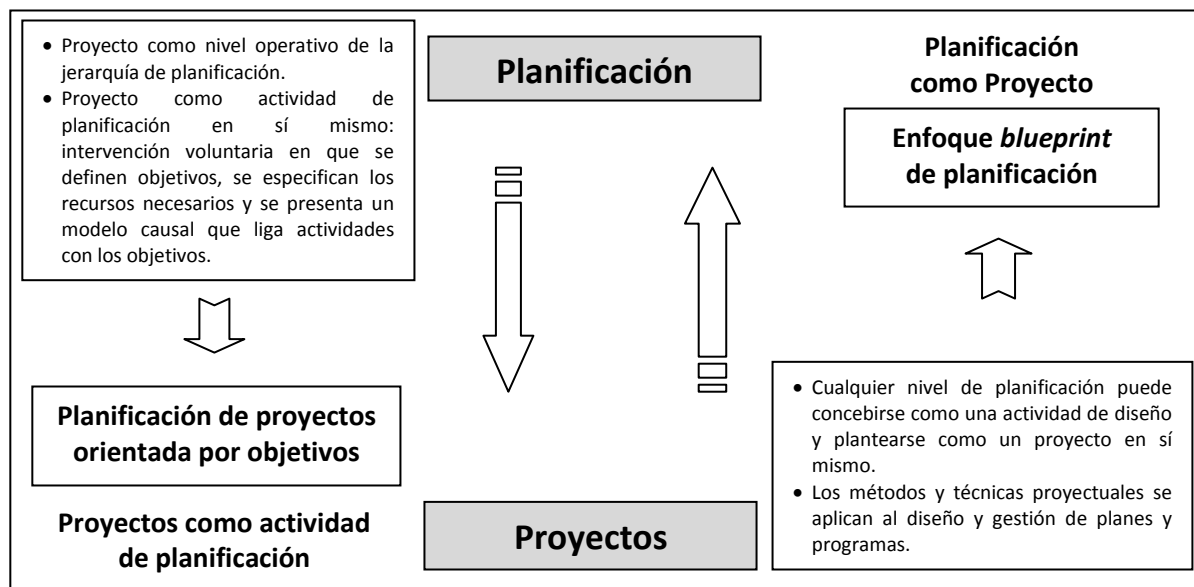 • Proyecto como nivel operativo de la
jerarquía de planificación.
• Proyecto como actividad de
planificación en sí mismo:
intervención voluntaria en que se
definen objetivos, se especifican los
recursos necesarios y se presenta un
modelo causal que liga actividades
con los objetivos.
Planificación de proyectos
orientada por objetivos
Proyectos como actividad
de planificación
Planificación
Proyectos
Planificación
como Proyecto
Enfoque blueprint
de planificación
• Cualquier nivel de planificación puede
concebirse como una actividad de diseño
y plantearse como un proyecto en sí
mismo.
• Los métodos y técnicas proyectuales se
aplican al diseño y gestión de planes y
programas.